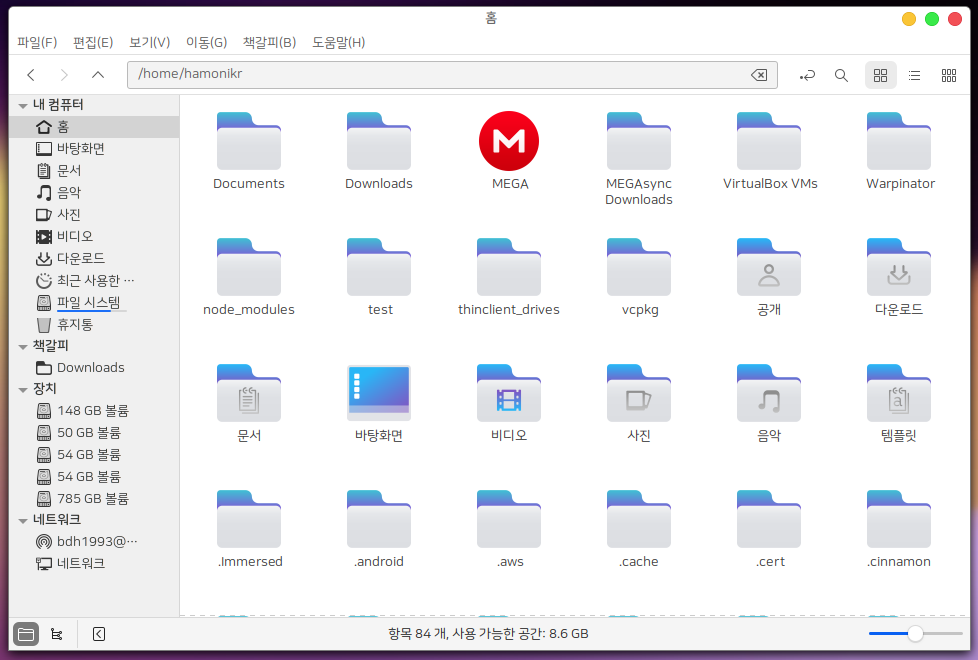 홈
파일(F) 편집(E) 보기(V) 이동(G) 책갈피(B) 도움말(H)
/home/hamonikr
내 컴퓨터
홈
바탕화면
문서
음악
사진
비디오
다운로드
최근 사용한 ···
파일 시스템
휴지통
책갈피
Downloads
장치
148 GB 볼륨
50 GB 볼륨
54 GB 볼륨
54 GB 볼륨
785 GB 볼륨
네트워크
bdh1993@···
네트워크
Documents Downloads MEGA MEGAsync Downloads VirtualBox VMs Warpinator
node_modules test thinclient_drives vcpkg 공개 다운로드
문서 바탕화면 비디오 사진 음악 템플릿
.Immersed .android .aws .cache .cert .cinnamon
항목 84 개, 사용 가능한 공간: 8.6 GB